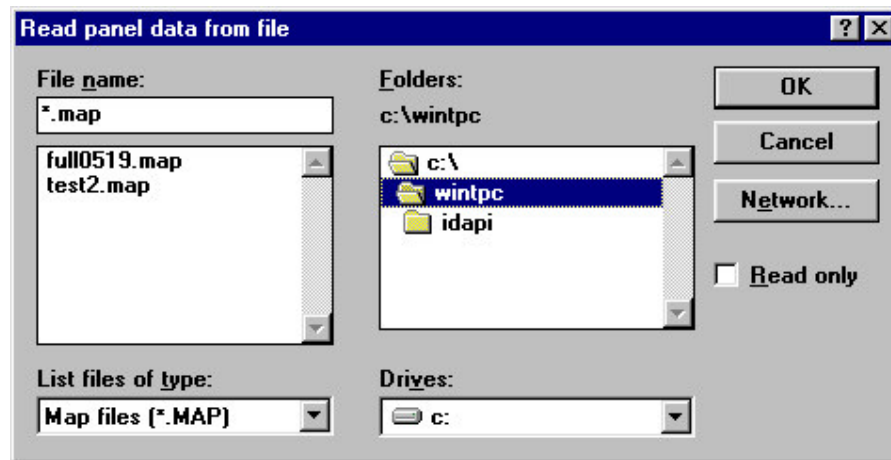 Read panel data from file
File name:
*.map
full0519.map
test2.map
List files of type:
Map files (*.MAP)
Folders:
c:\wintpc
c:\
wintpc
idapi
Drives:
c:
OK
Cancel
Network...
Read only